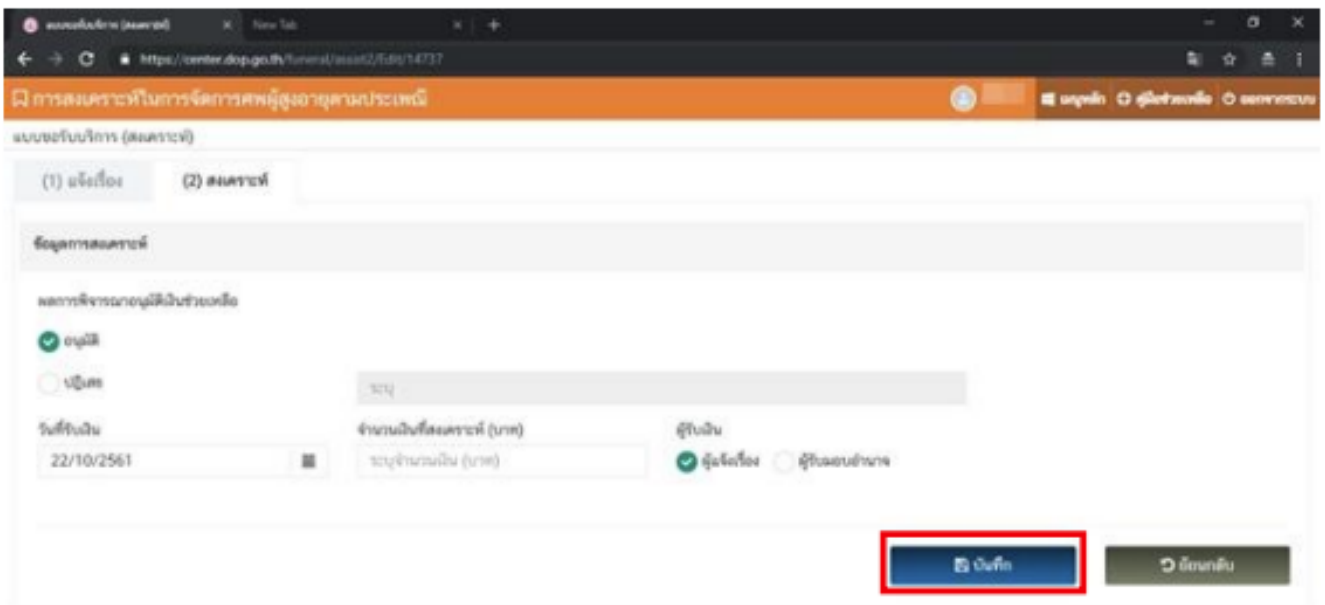 แบบขอรับบริการ (สงเคราะห์) New Tab
https://center.dop.go.th/funeral/assist2/Edit/14737
การสงเคราะห์ในการจัดการศพผู้สูงอายุตามประเพณี เมนูหลัก คู่มือช่วยเหลือ ออกจากระบบ
แบบขอรับบริการ (สงเคราะห์)
(1) แจ้งเรื่อง (2) สงเคราะห์
ข้อมูลการสงเคราะห์
ผลการพิจารณาอนุมัติเงินช่วยเหลือ
อนุมัติ
ปฏิเสธ ระบุ
วันที่รับเงิน จำนวนเงินที่สงเคราะห์ (บาท) ผู้รับเงิน
22/10/2561 ระบุจำนวนเงิน (บาท) ผู้แจ้งเรื่อง ผู้รับมอบอำนาจ
บันทึก ย้อนกลับ